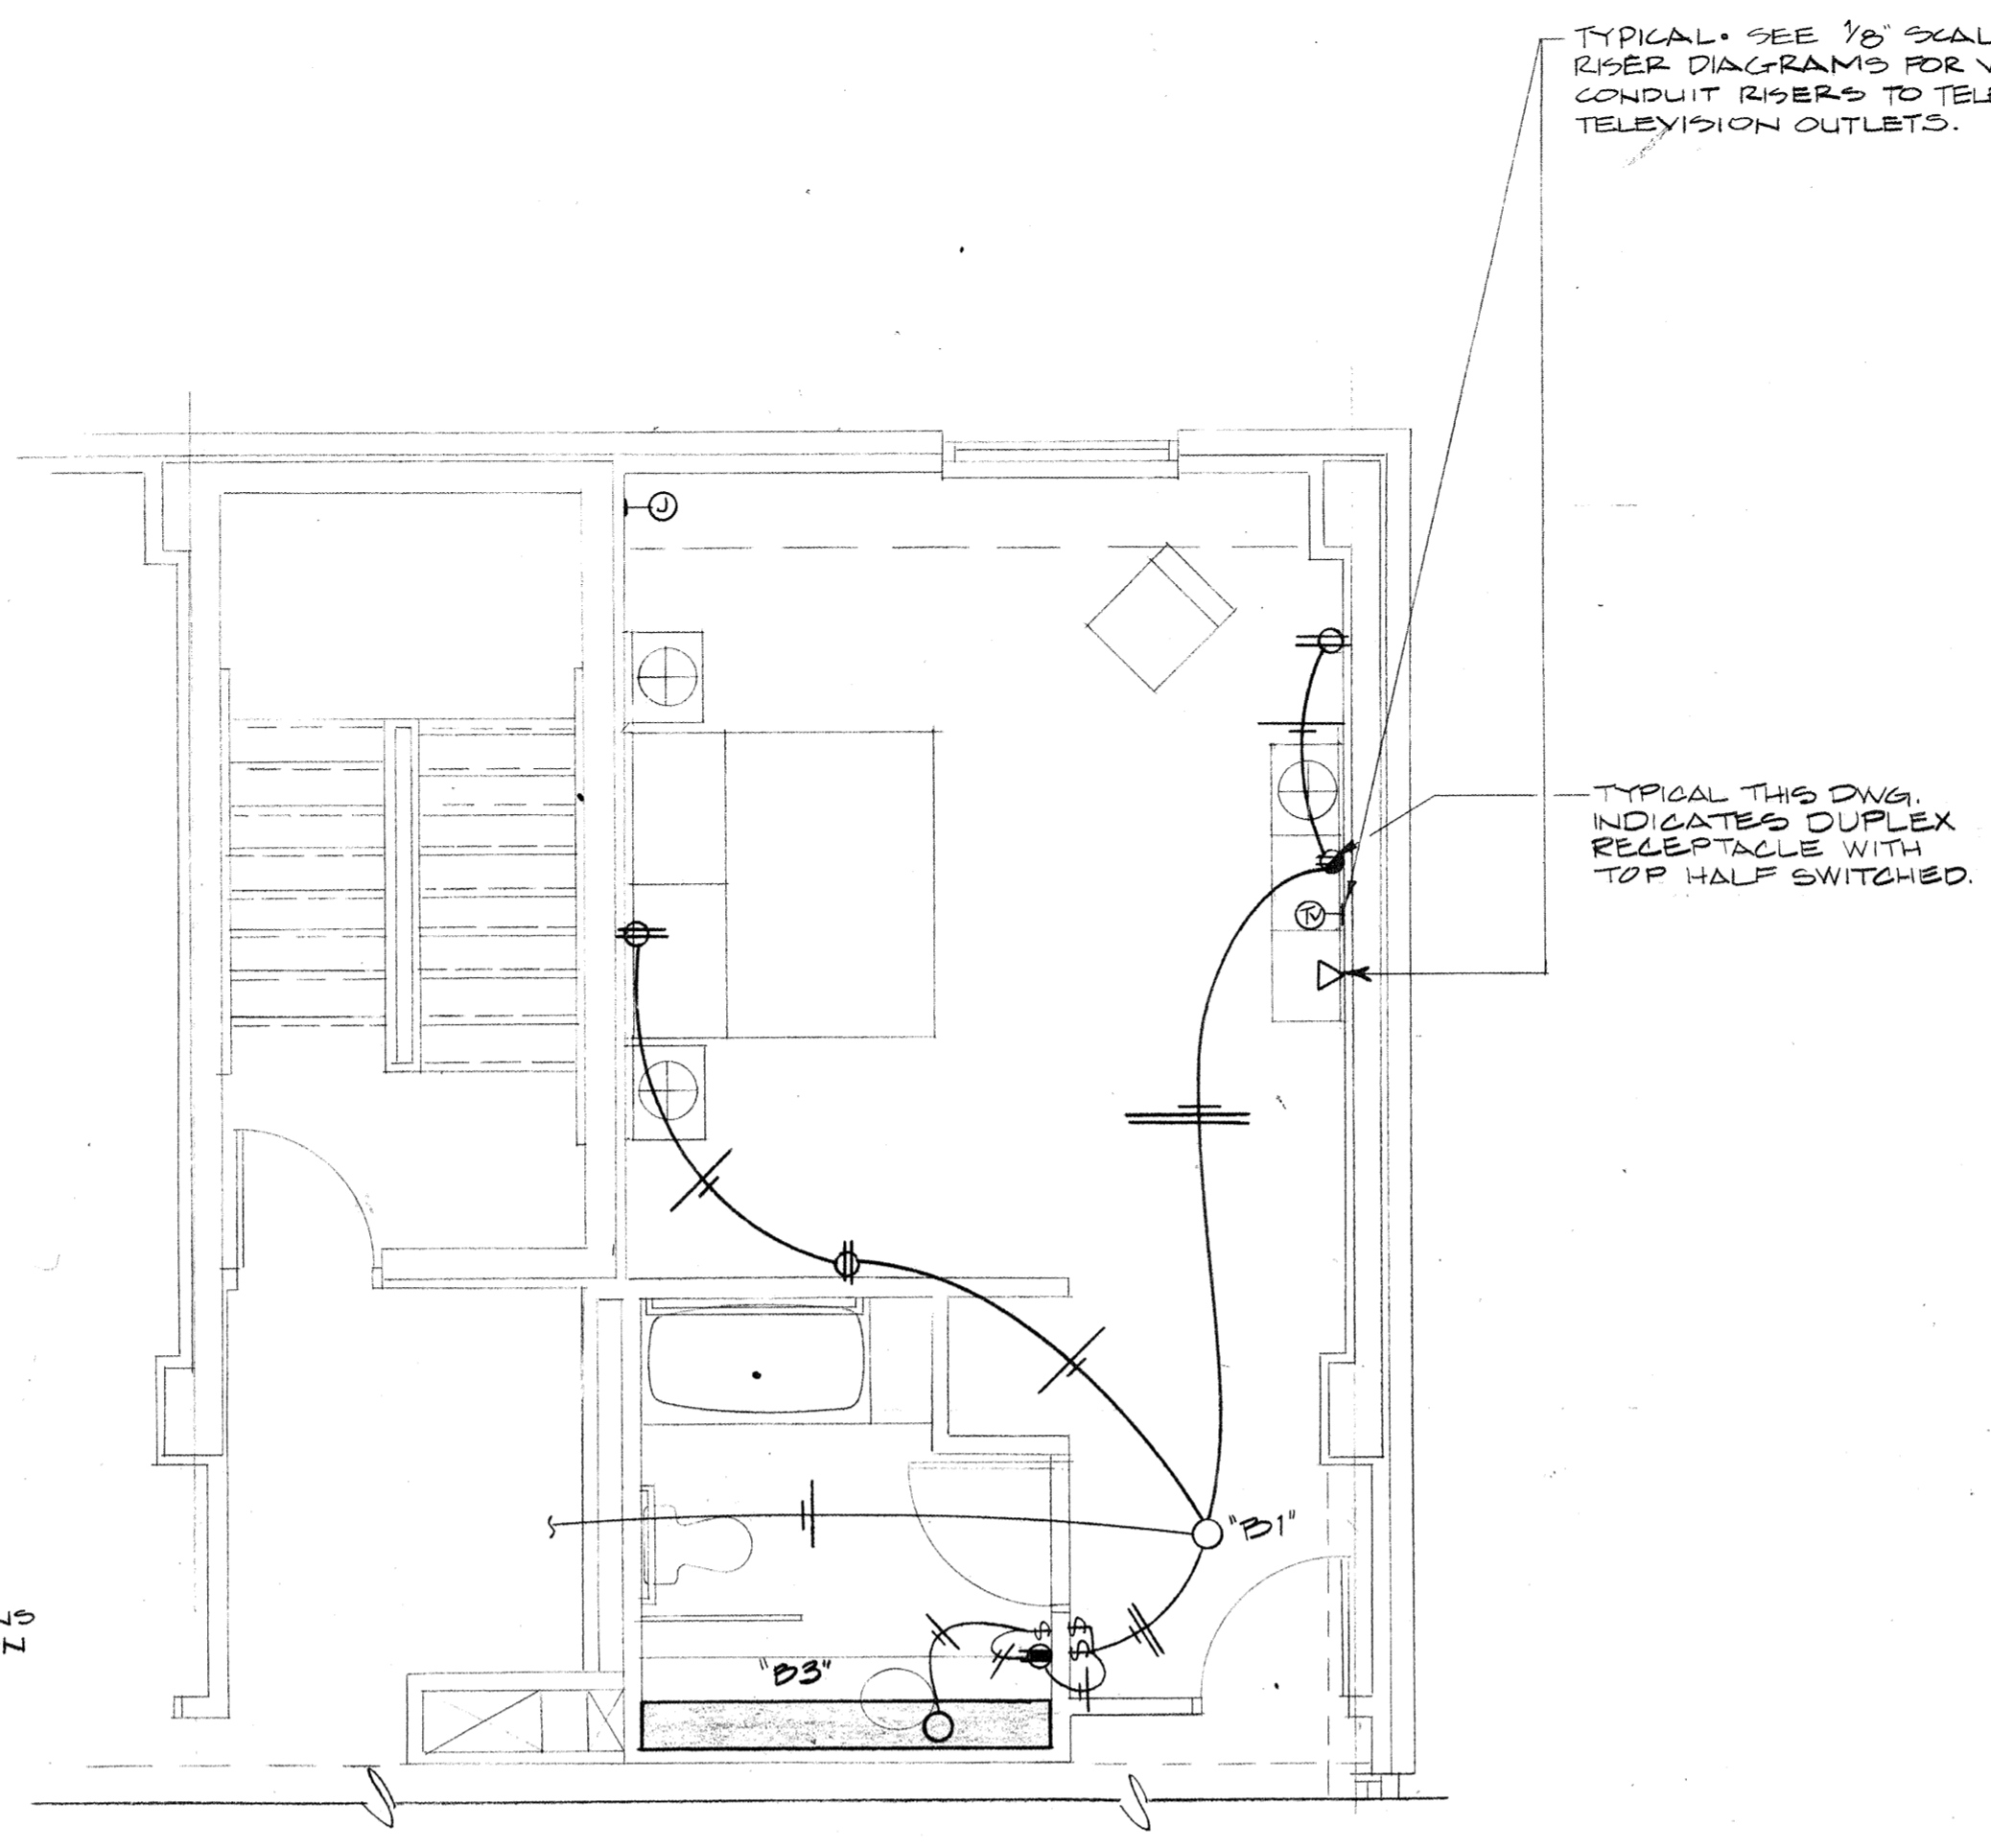 TYPICAL. SEE 1/8" SCAL
RISER DIAGRAMS FOR V
CONDUIT RISERS TO TELE
TELEVISION OUTLETS.
J
TYPICAL THIS DWG.
INDICATES DUPLEX
RECEPTACLE WITH
TOP HALF SWITCHED.
TV
"B1"
$ $
$
"B3"